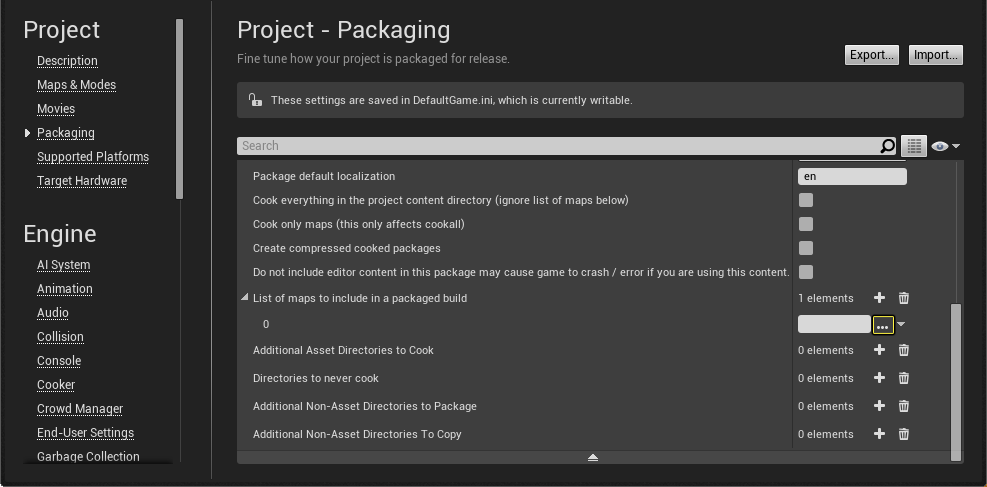 Project
Description
Maps & Modes
Movies
Packaging
Supported Platforms
Target Hardware
Engine
AI System
Animation
Audio
Collision
Console
Cooker
Crowd Manager
End-User Settings
Garbage Collection
Project - Packaging
Fine tune how your project is packaged for release.
Export...
Import...
These settings are saved in DefaultGame.ini, which is currently writable.
Search
Package default localization
en
Cook everything in the project content directory (ignore list of maps below)
Cook only maps (this only affects cookall)
Create compressed cooked packages
Do not include editor content in this package may cause game to crash / error if you are using this content.
List of maps to include in a packaged build
1 elements
0
...
Additional Asset Directories to Cook
0 elements
Directories to never cook
0 elements
Additional Non-Asset Directories to Package
0 elements
Additional Non-Asset Directories To Copy
0 elements